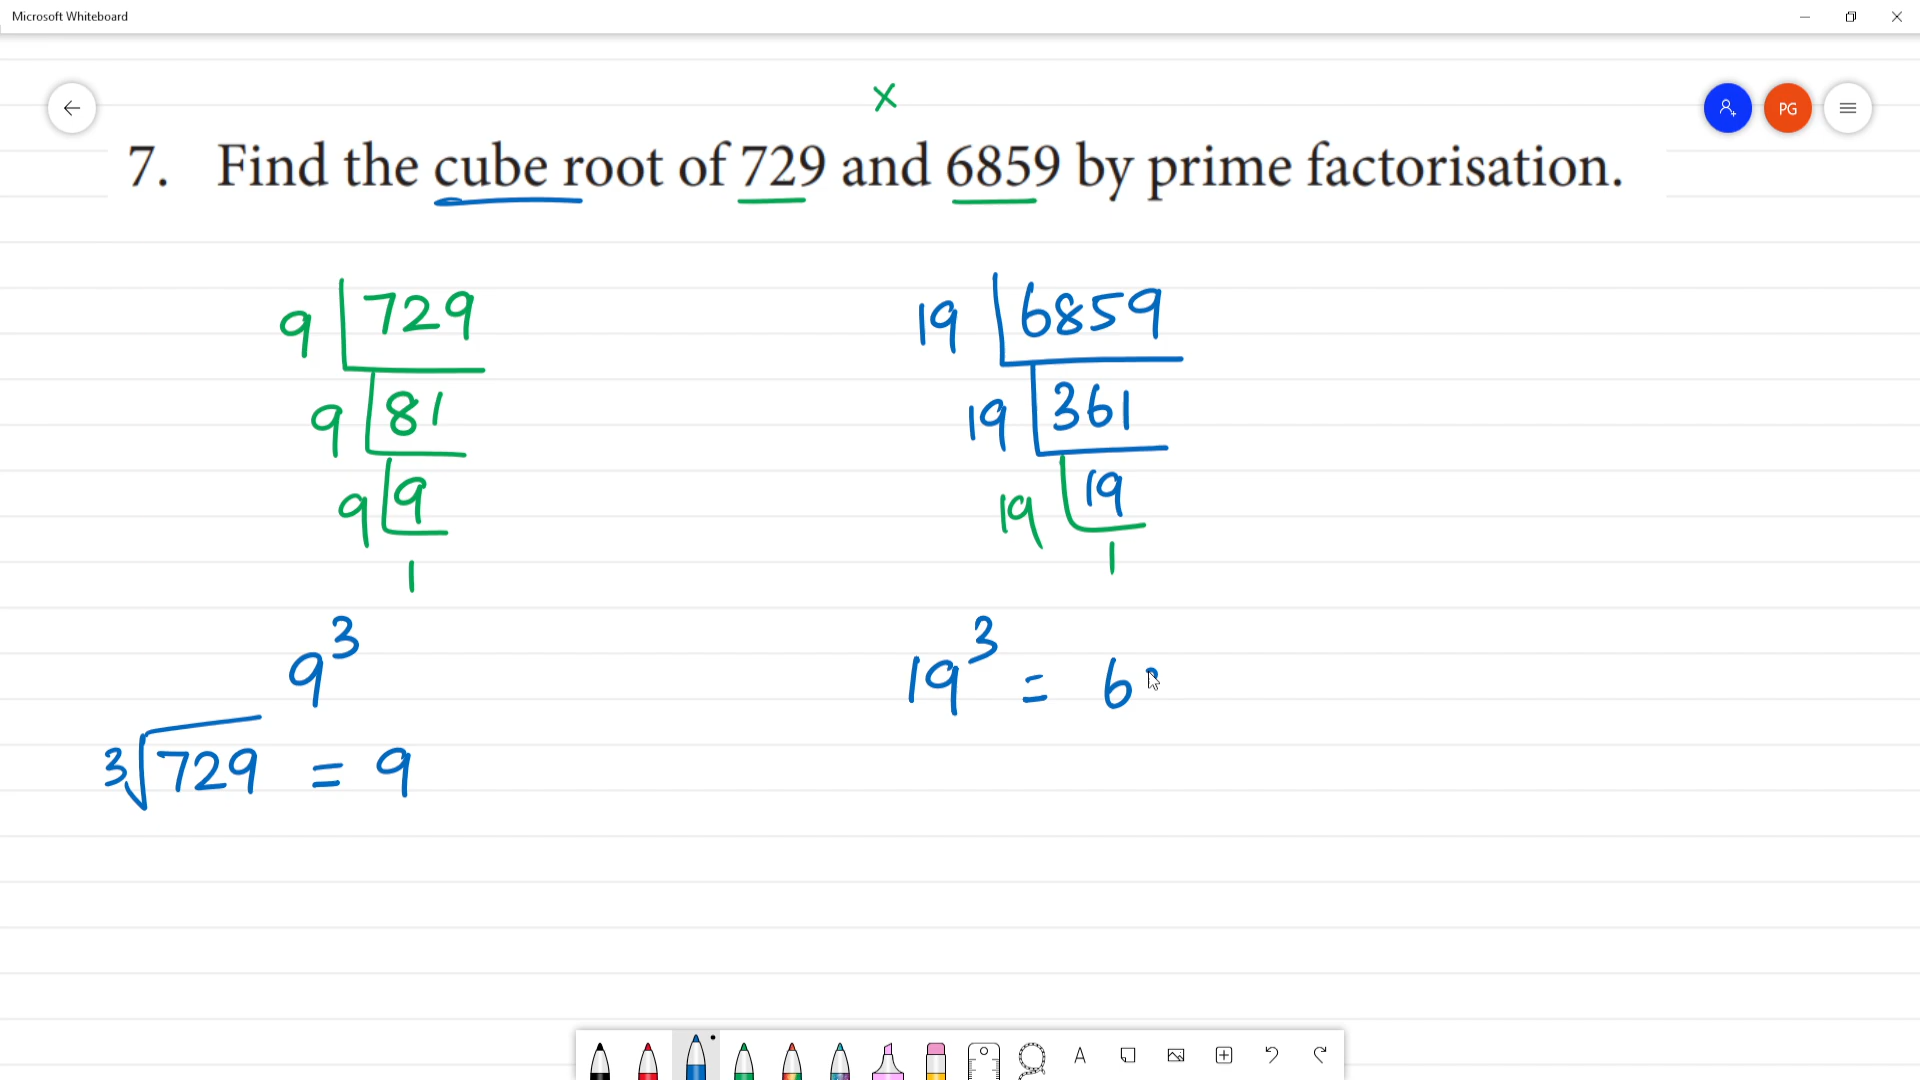 Microsoft Whiteboard
x
PG
7. Find the cube root of 729 and 6859 by prime factorisation.
9 729
9 81
9 9
1
19 6859
19 361
19 19
1
9³
³√729 = 9
19³ = 6
A